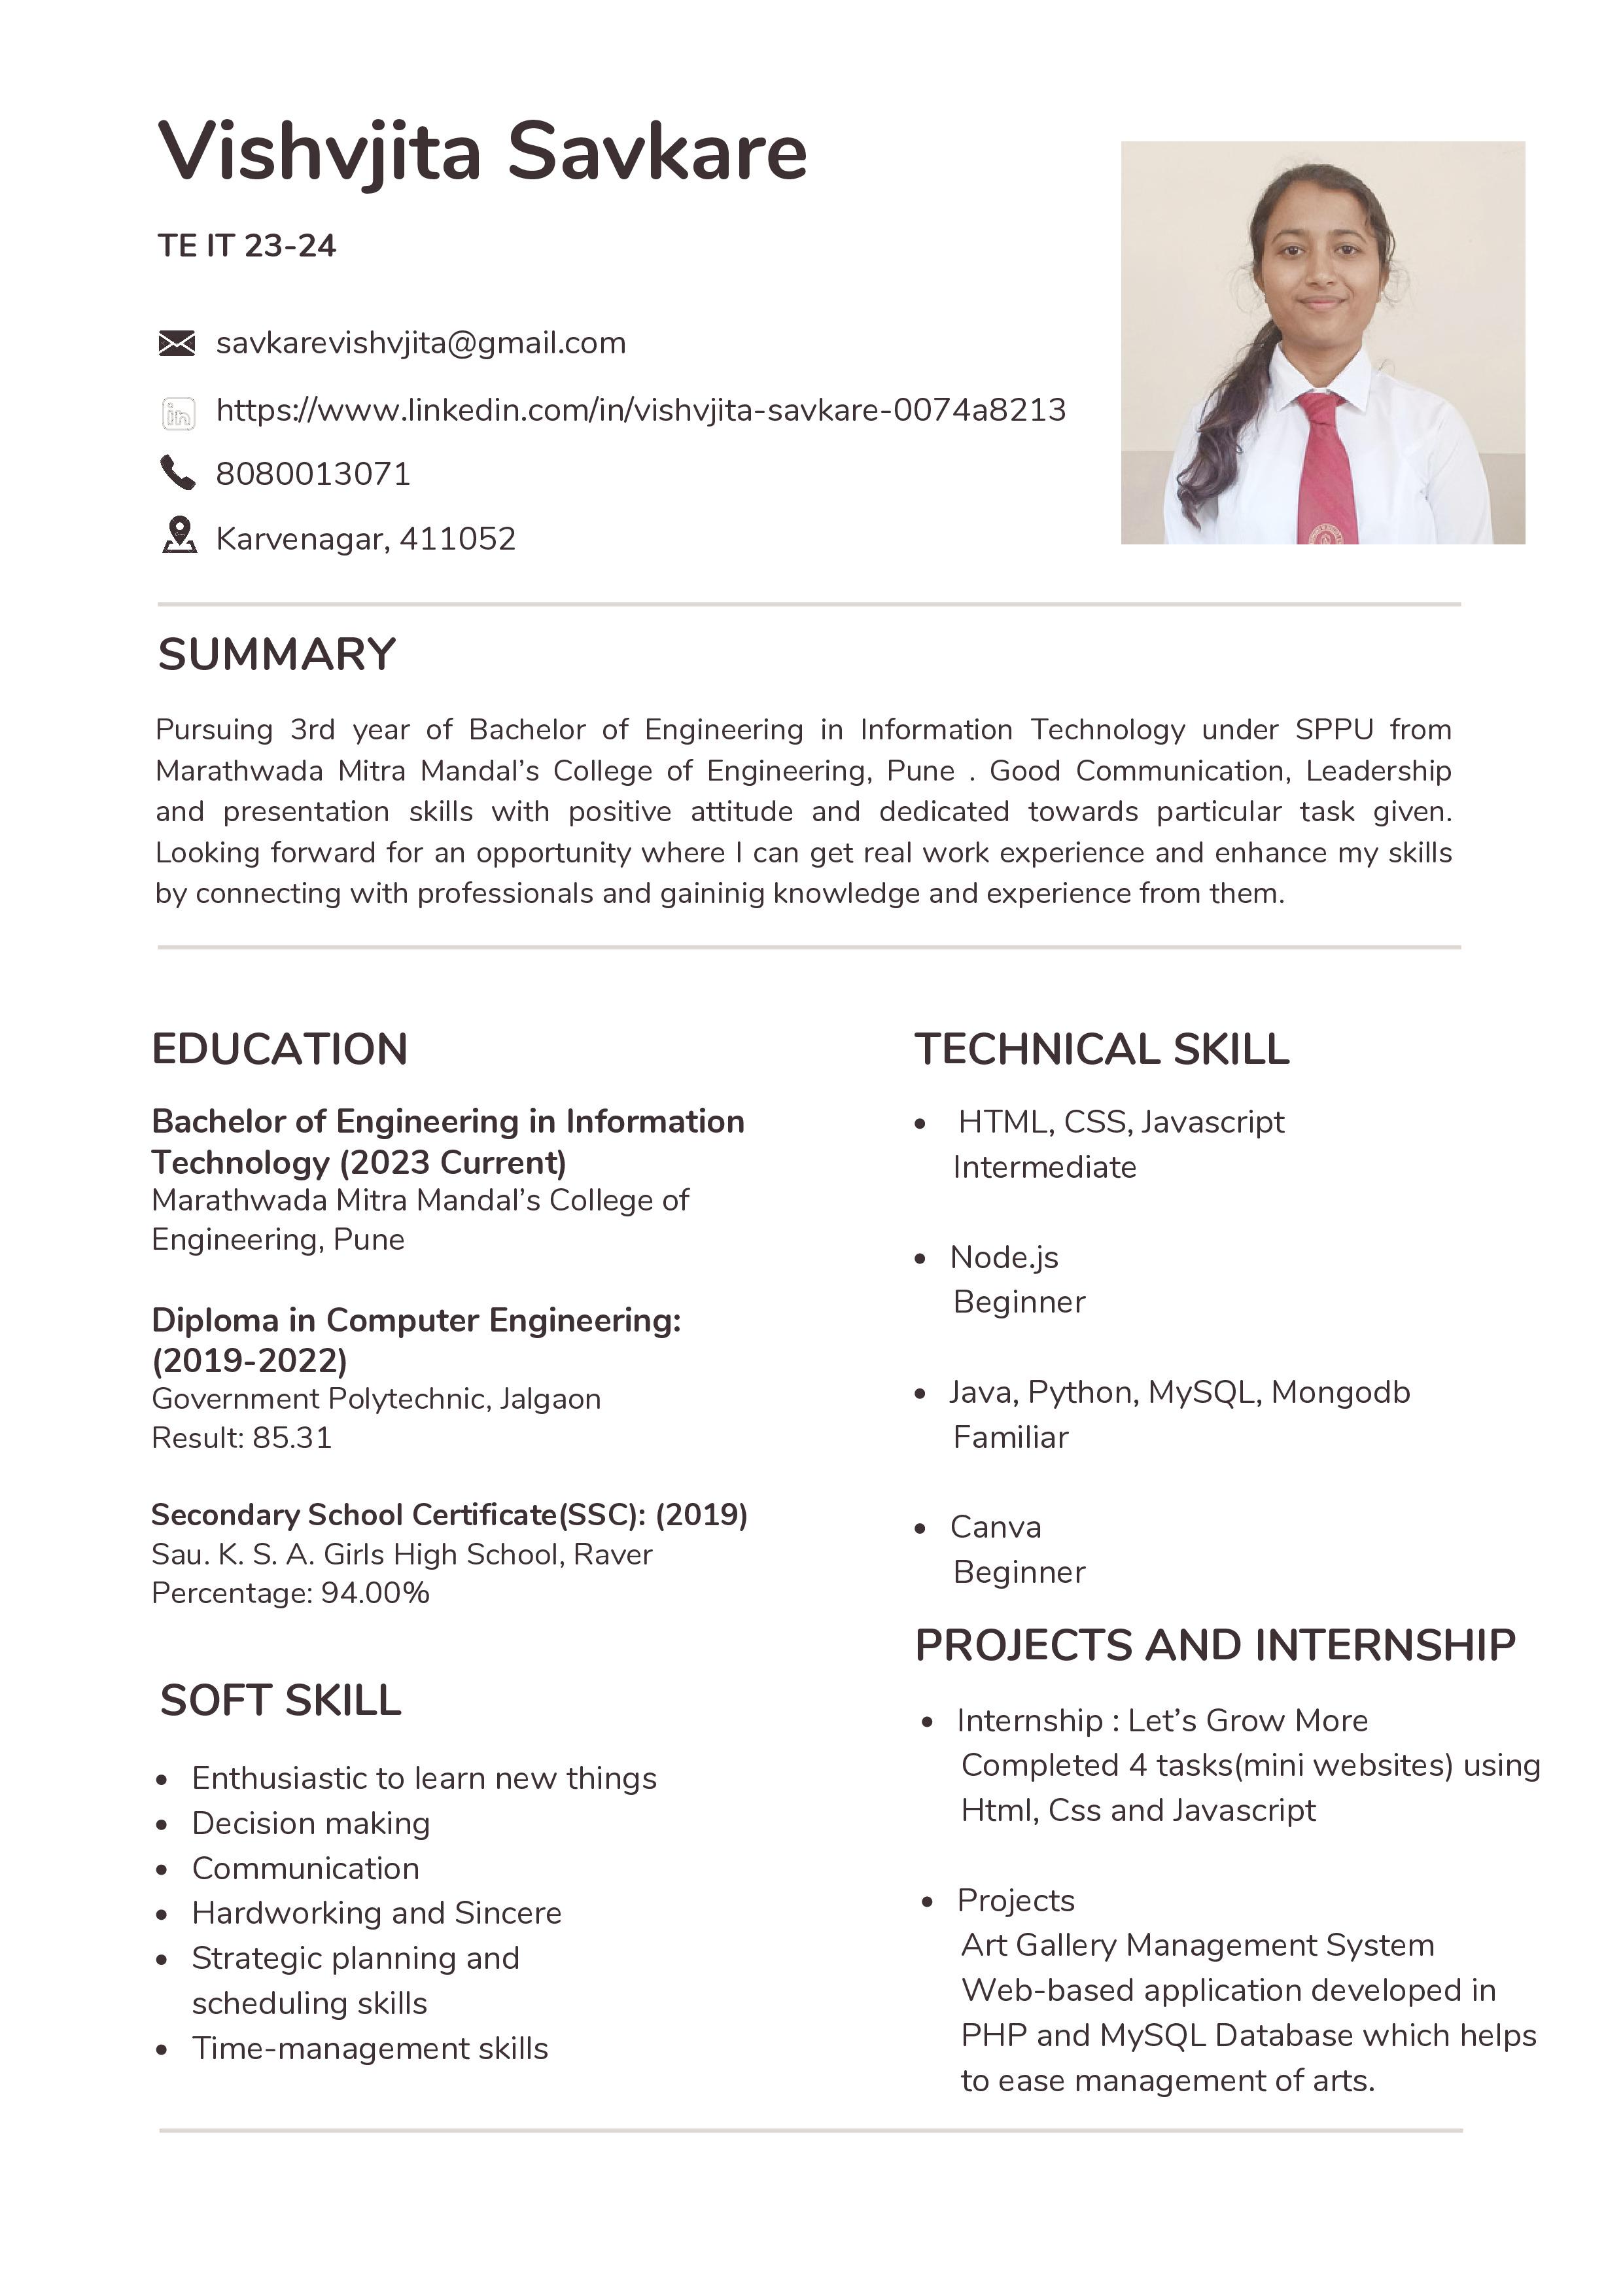 Vishvjita Savkare
TE IT 23-24
savkarevishvjita@gmail.com
https://www.linkedin.com/in/vishvjita-savkare-0074a8213
8080013071
Karvenagar, 411052
SUMMARY
Pursuing 3rd year of Bachelor of Engineering in Information Technology under SPPU from
Marathwada Mitra Mandal’s College of Engineering, Pune . Good Communication, Leadership
and presentation skills with positive attitude and dedicated towards particular task given.
Looking forward for an opportunity where I can get real work experience and enhance my skills
by connecting with professionals and gaininig knowledge and experience from them.
EDUCATION
Bachelor of Engineering in Information
Technology (2023 Current)
Marathwada Mitra Mandal’s College of
Engineering, Pune
Diploma in Computer Engineering:
(2019-2022)
Government Polytechnic, Jalgaon
Result: 85.31
Secondary School Certificate(SSC): (2019)
Sau. K. S. A. Girls High School, Raver
Percentage: 94.00%
SOFT SKILL
• Enthusiastic to learn new things
• Decision making
• Communication
• Hardworking and Sincere
• Strategic planning and
scheduling skills
• Time-management skills
TECHNICAL SKILL
• HTML, CSS, Javascript
Intermediate
• Node.js
Beginner
• Java, Python, MySQL, Mongodb
Familiar
• Canva
Beginner
PROJECTS AND INTERNSHIP
• Internship : Let’s Grow More
Completed 4 tasks(mini websites) using
Html, Css and Javascript
• Projects
Art Gallery Management System
Web-based application developed in
PHP and MySQL Database which helps
to ease management of arts.